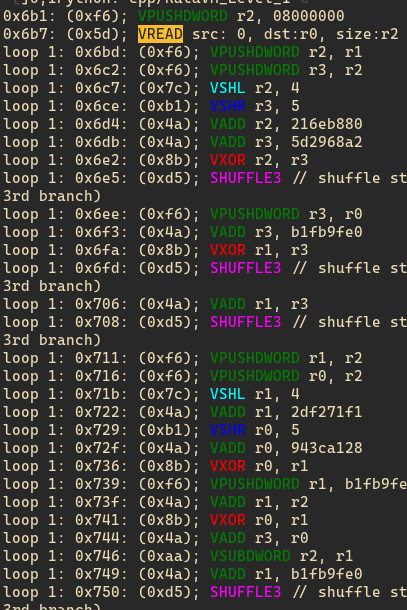 0x6b1: (0xf6); VPUSHDWORD r2, 08000000
0x6b7: (0x5d); VREAD src: 0, dst:r0, size:r2
loop 1: 0x6bd: (0xf6); VPUSHDWORD r2, r1
loop 1: 0x6c2: (0xf6); VPUSHDWORD r3, r2
loop 1: 0x6c7: (0x7c); VSHL r2, 4
loop 1: 0x6ce: (0xb1); VSHR r3, 5
loop 1: 0x6d4: (0x4a); VADD r2, 216eb880
loop 1: 0x6db: (0x4a); VADD r3, 5d2968a2
loop 1: 0x6e2: (0x8b); VXOR r2, r3
loop 1: 0x6e5: (0xd5); SHUFFLE3 // shuffle st
3rd branch)
loop 1: 0x6ee: (0xf6); VPUSHDWORD r3, r0
loop 1: 0x6f3: (0x4a); VADD r3, b1fb9fe0
loop 1: 0x6fa: (0x8b); VXOR r1, r3
loop 1: 0x6fd: (0xd5); SHUFFLE3 // shuffle st
3rd branch)
loop 1: 0x706: (0x4a); VADD r1, r3
loop 1: 0x708: (0xd5); SHUFFLE3 // shuffle st
3rd branch)
loop 1: 0x711: (0xf6); VPUSHDWORD r1, r2
loop 1: 0x716: (0xf6); VPUSHDWORD r0, r2
loop 1: 0x71b: (0x7c); VSHL r1, 4
loop 1: 0x722: (0x4a); VADD r1, 2df271f1
loop 1: 0x729: (0xb1); VSHR r0, 5
loop 1: 0x72f: (0x4a); VADD r0, 943ca128
loop 1: 0x736: (0x8b); VXOR r0, r1
loop 1: 0x739: (0xf6); VPUSHDWORD r1, b1fb9fe
loop 1: 0x73f: (0x4a); VADD r1, r2
loop 1: 0x741: (0x8b); VXOR r0, r1
loop 1: 0x744: (0x4a); VADD r3, r0
loop 1: 0x746: (0xaa); VSUBDWORD r2, r1
loop 1: 0x749: (0x4a); VADD r1, b1fb9fe0
loop 1: 0x750: (0xd5); SHUFFLE3 // shuffle st
3rd branch)